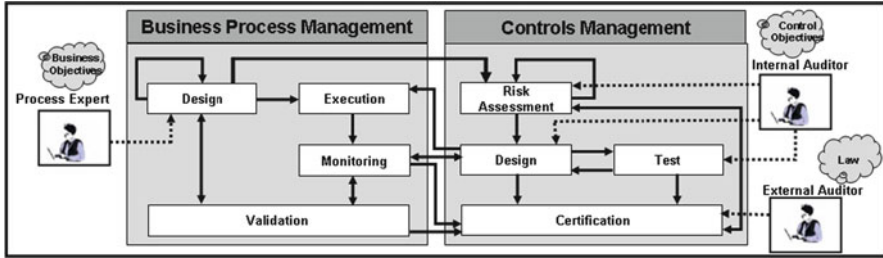 Business Process Management
Controls Management
Business
Objectives
Process Expert
Control
Objectives
Internal Auditor
Design
Execution
Risk
Assessment
Monitoring
Design
Test
Law
External Auditor
Validation
Certification